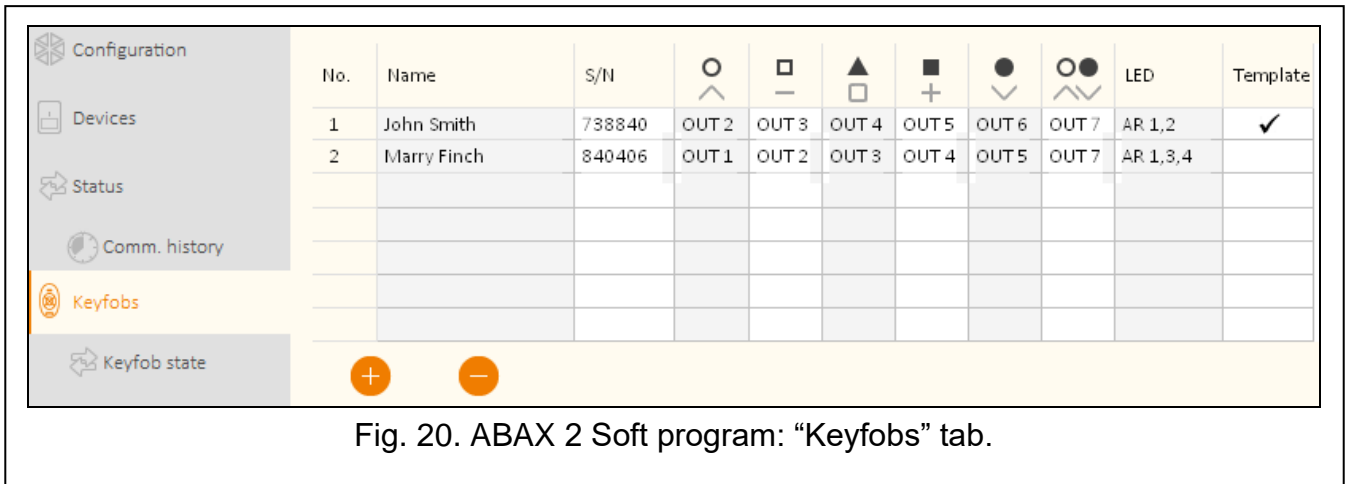 Configuration
Devices
Status
Comm. history
Keyfobs
Keyfob state
No. Name S/N LED Template
1 John Smith 738840 OUT 2 OUT 3 OUT 4 OUT 5 OUT 6 OUT 7 AR 1,2 ✓
2 Marry Finch 840406 OUT 1 OUT 2 OUT 3 OUT 4 OUT 5 OUT 7 AR 1,3,4
Fig. 20. ABAX 2 Soft program: “Keyfobs” tab.